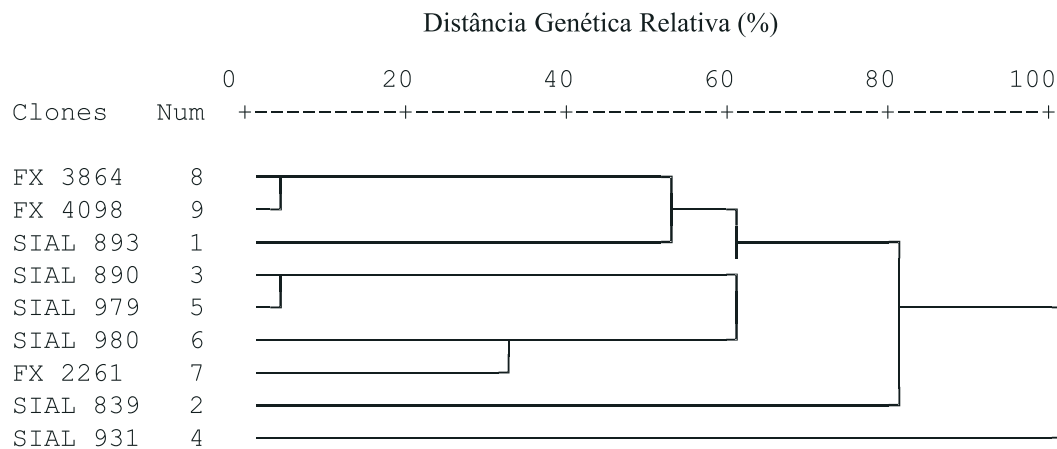 Distância Genética Relativa (%)
0 20 40 60 80 100
Clones Num +---------+---------+---------+---------+---------+
FX 3864 8
FX 4098 9
SIAL 893 1
SIAL 890 3
SIAL 979 5
SIAL 980 6
FX 2261 7
SIAL 839 2
SIAL 931 4